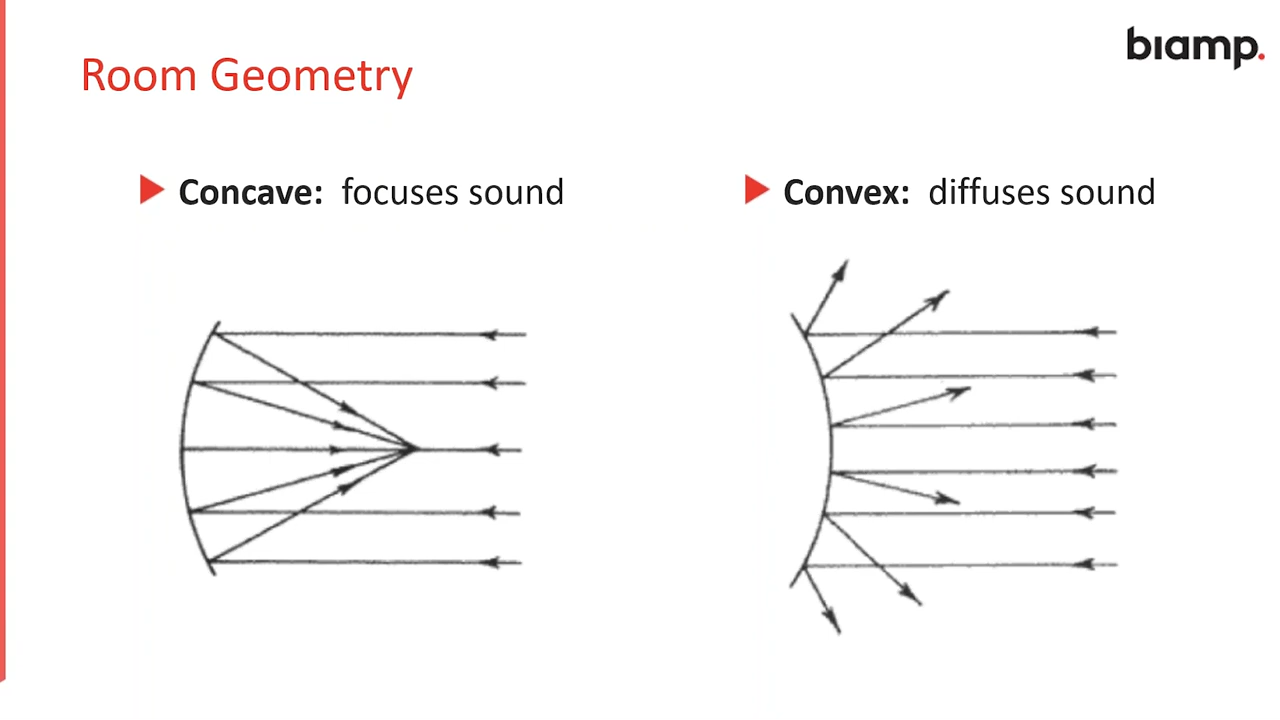 biamp.
Room Geometry
Concave: focuses sound
Convex: diffuses sound